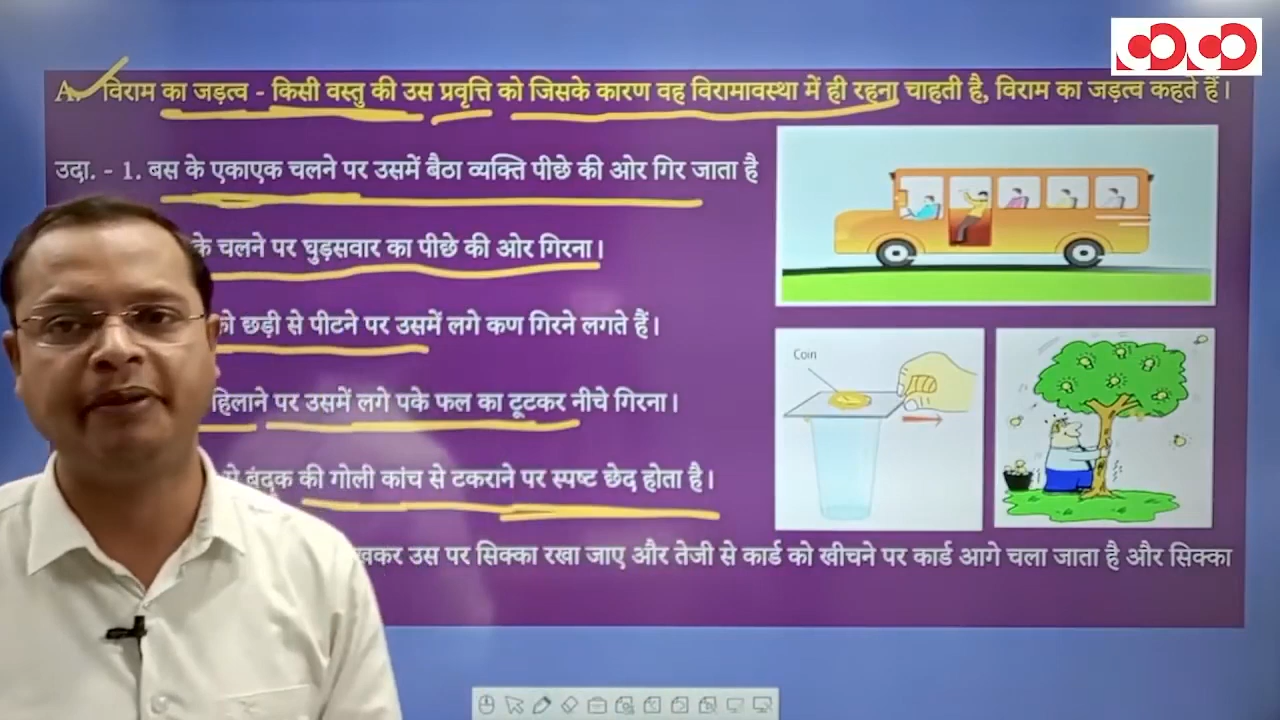 A. विराम का जड़त्व - किसी वस्तु की उस प्रवृत्ति को जिसके कारण वह विरामावस्था में ही रहना चाहती है, विराम का जड़त्व कहते हैं।
उदा. - 1. बस के एकाएक चलने पर उसमें बैठा व्यक्ति पीछे की ओर गिर जाता है
के चलने पर घुड़सवार का पीछे की ओर गिरना।
को छड़ी से पीटने पर उसमें लगे कण गिरने लगते हैं।
हिलाने पर उसमें लगे पके फल का टूटकर नीचे गिरना।
से बंदूक की गोली कांच से टकराने पर स्पष्ट छेद होता है।
उस पर सिक्का रखा जाए और तेजी से कार्ड को खीचने पर कार्ड आगे चला जाता है और सिक्का
Coin